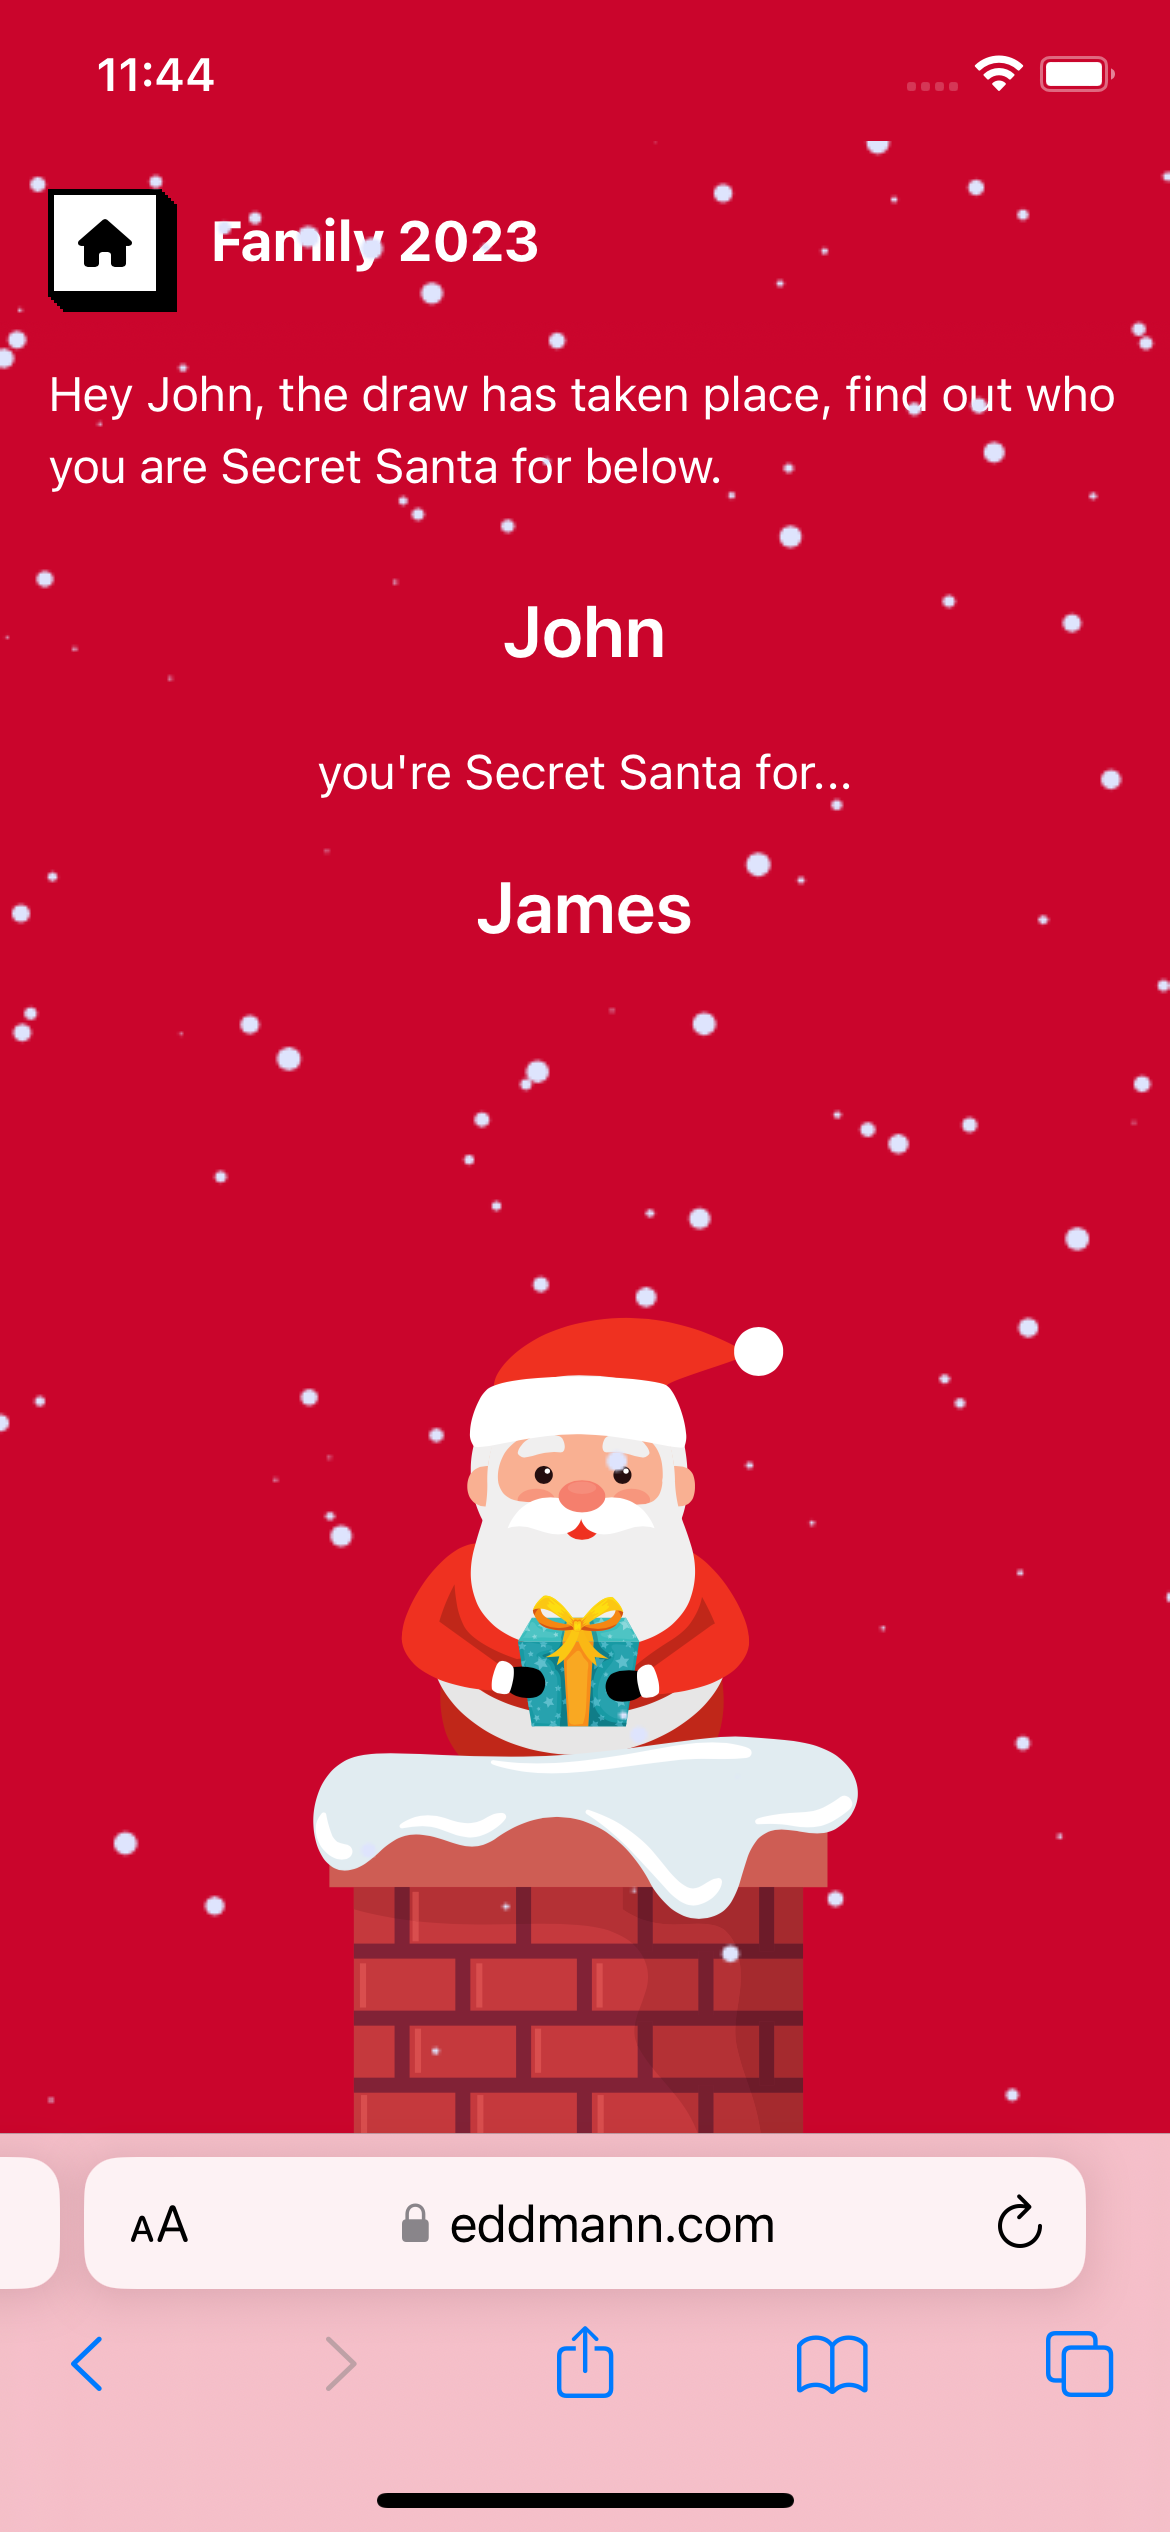 11:44
Family 2023
Hey John, the draw has taken place, find out who
you are Secret Santa for below.
John
you're Secret Santa for...
James
AA
eddmann.com